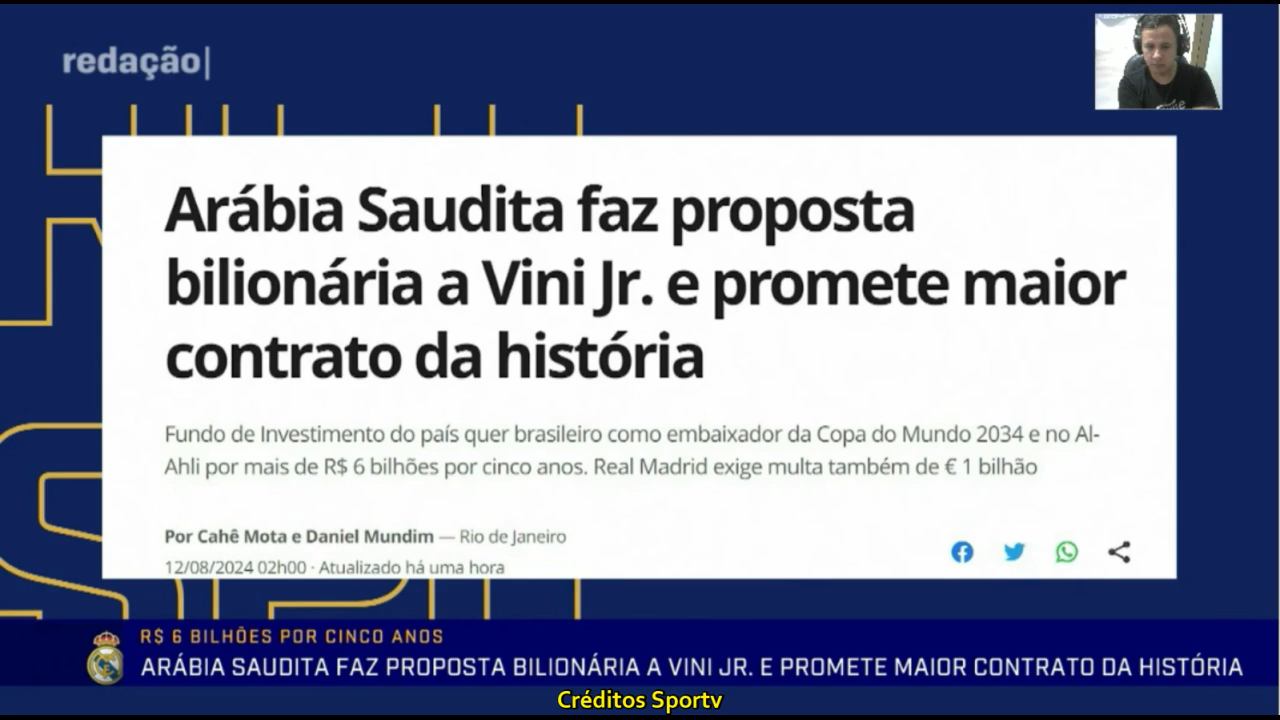 redação|
Arábia Saudita faz proposta
bilionária a Vini Jr. e promete maior
contrato da história
Fundo de Investimento do país quer brasileiro como embaixador da Copa do Mundo 2034 e no Al-
Ahli por mais de R$ 6 bilhões por cinco anos. Real Madrid exige multa também de € 1 bilhão
Por Cahê Mota e Daniel Mundim — Rio de Janeiro
12/08/2024 02h00 · Atualizado há uma hora
R$ 6 BILHÕES POR CINCO ANOS
ARÁBIA SAUDITA FAZ PROPOSTA BILIONÁRIA A VINI JR. E PROMETE MAIOR CONTRATO DA HISTÓRIA
Créditos Sportv